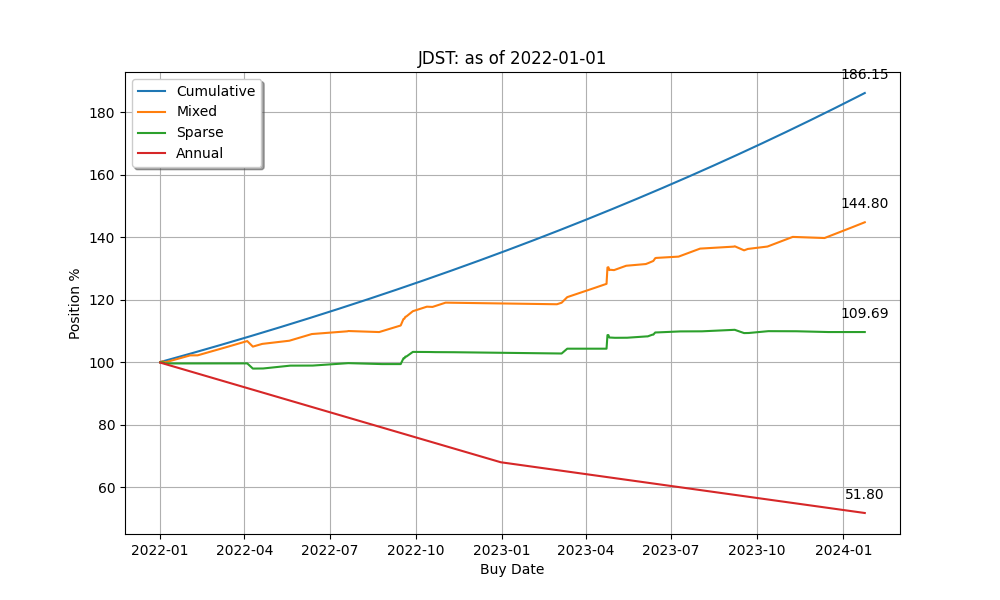 JDST: as of 2022-01-01
186.15
Cumulative
Mixed
Sparse
Annual
180
160
144.80
140
120
109.69
100
80
60
51.80
Position %
2022-01 2022-04 2022-07 2022-10 2023-01 2023-04 2023-07 2023-10 2024-01
Buy Date